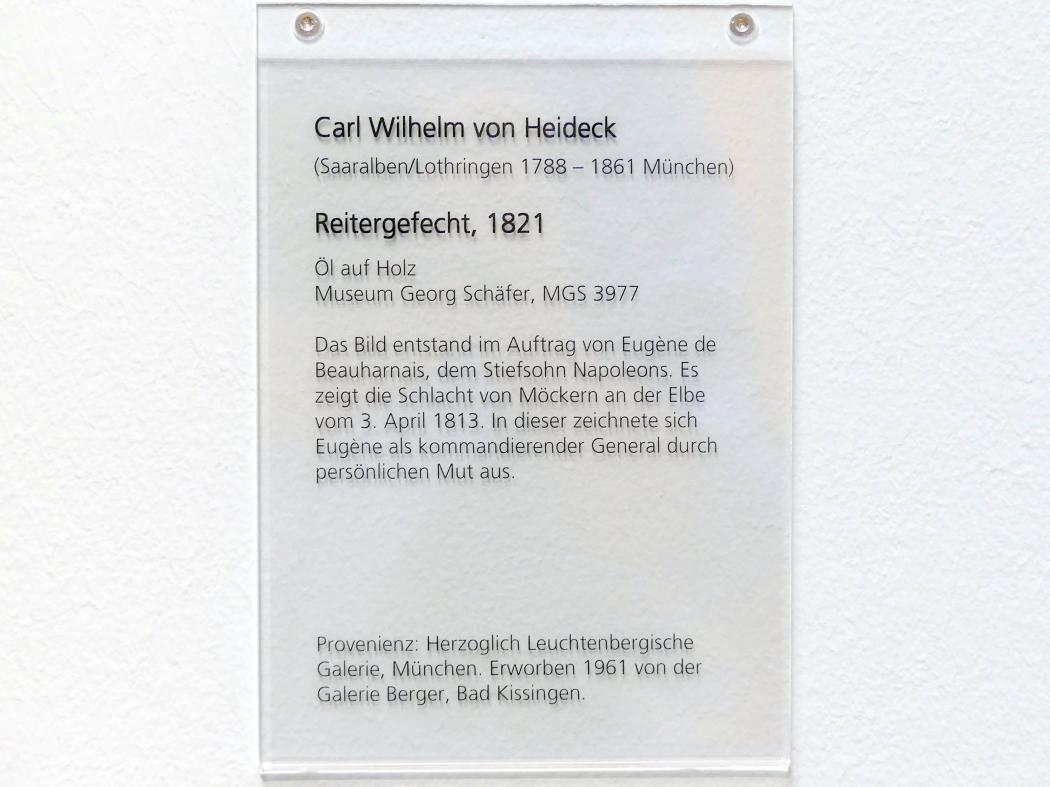 Carl Wilhelm von Heideck
(Saaralben/Lothringen 1788 – 1861 München)
Reitergefecht, 1821
Öl auf Holz
Museum Georg Schäfer, MGS 3977
Das Bild entstand im Auftrag von Eugène de
Beauharnais, dem Stiefsohn Napoleons. Es
zeigt die Schlacht von Möckern an der Elbe
vom 3. April 1813. In dieser zeichnete sich
Eugène als kommandierender General durch
persönlichen Mut aus.
Provenienz: Herzoglich Leuchtenbergische
Galerie, München. Erworben 1961 von der
Galerie Berger, Bad Kissingen.